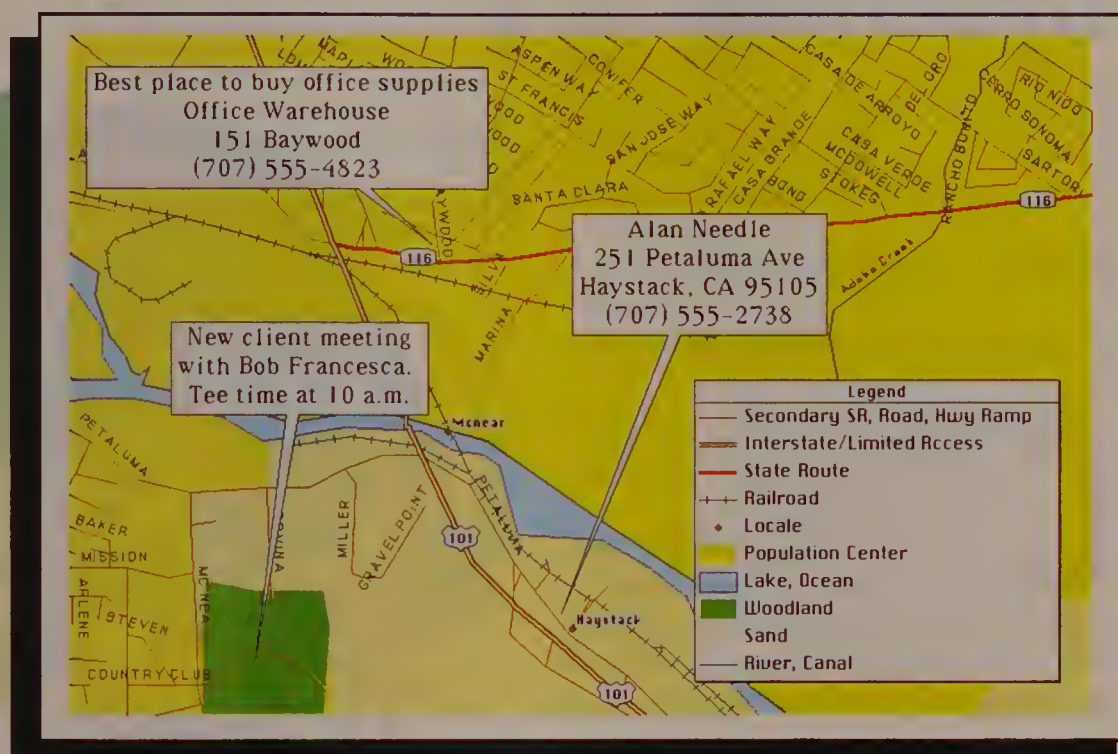 Best place to buy office supplies
Office Warehouse
151 Baywood
(707) 555-4823
Alan Needle
251 Petaluma Ave
Haystack, CA 95105
(707) 555-2738
New client meeting
with Bob Francesca.
Tee time at 10 a.m.
ASPEN WAY
CONIFER
ST FRANCIS
SAN JOSE WAY
SANTA CLARA
RAFAEL WAY
CASA BRANDE
BOND
CASA DE ARROYO
DEL ORO
CASA VERDE
MCDOWELL
STOKES
RANCHO BONITO
CERRO SONOMA
RIO NIDO
SARTORI
116
116
MARINA
Adobe Creek
Mcnear
PETALUMA
PETALUMA
BAKER
MISSION
ARLENE
STEVEN
COUNTRY CLUB
MCNEA
MILLER
GRAVEL POINT
101
Haystack
101
Legend
Secondary SR, Road, Hwy Ramp
Interstate/Limited Access
State Route
Railroad
Locale
Population Center
Lake, Ocean
Woodland
Sand
River, Canal